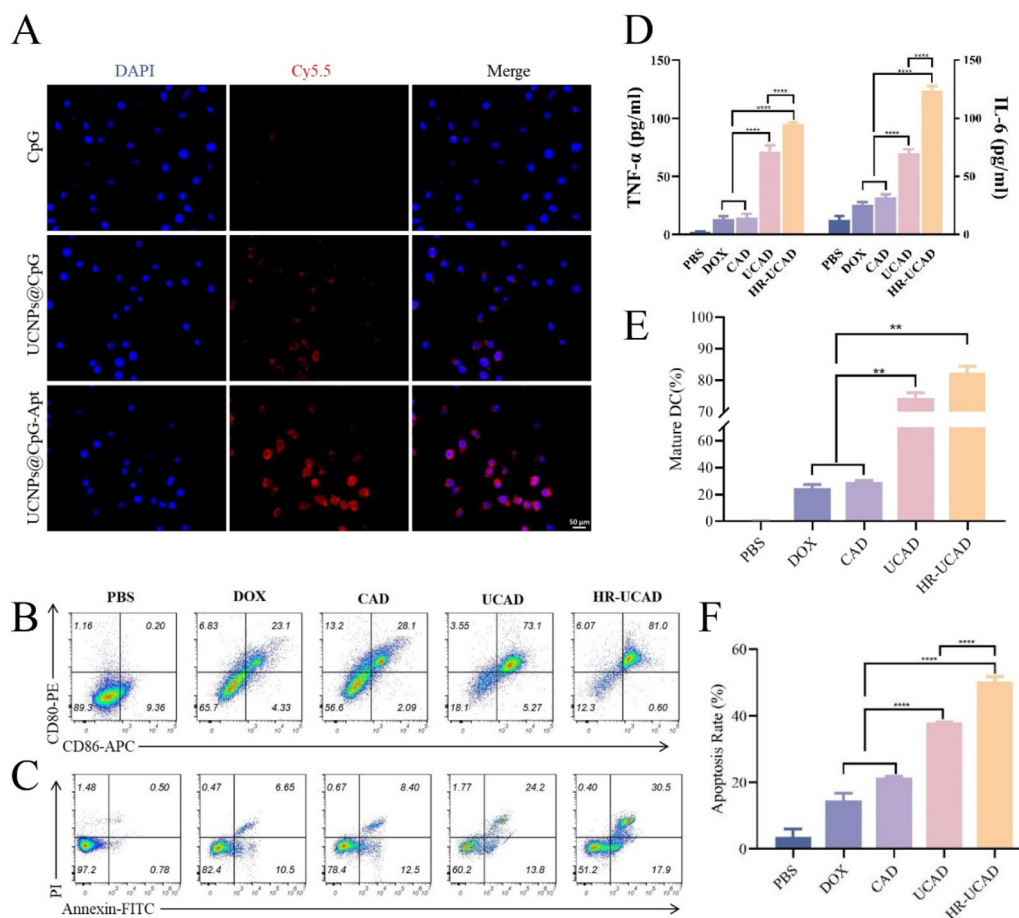 A
DAPI Cy5.5 Merge
CpG
UCNPs@CpG
UCNPs@CpG-Apt
50 μm
D
TNF-α (pg/ml)
150
100
50
0
**** **** ****
**** **** ****
PBS DOX CAD UCAD HR-UCAD
PBS DOX CAD UCAD HR-UCAD
150
100
50
0
IL-6 (pg/ml)
E
Mature DC(%)
100
90
80
70
60
40
20
0
**
**
PBS DOX CAD UCAD HR-UCAD
B
PBS DOX CAD UCAD HR-UCAD
CD80-PE
1.16 0.20 6.83 23.1 13.2 28.1 3.55 73.1 6.07 81.0
89.3 9.36 65.7 4.33 56.6 2.09 18.1 5.27 12.3 0.60
CD86-APC
C
PI
1.48 0.50 0.47 6.65 0.67 8.40 1.77 24.2 0.40 30.5
97.2 0.78 82.4 10.5 78.4 12.5 60.2 13.8 51.2 17.9
Annexin-FITC
F
Apoptosis Rate (%)
60
40
20
0
****
****
****
PBS DOX CAD UCAD HR-UCAD